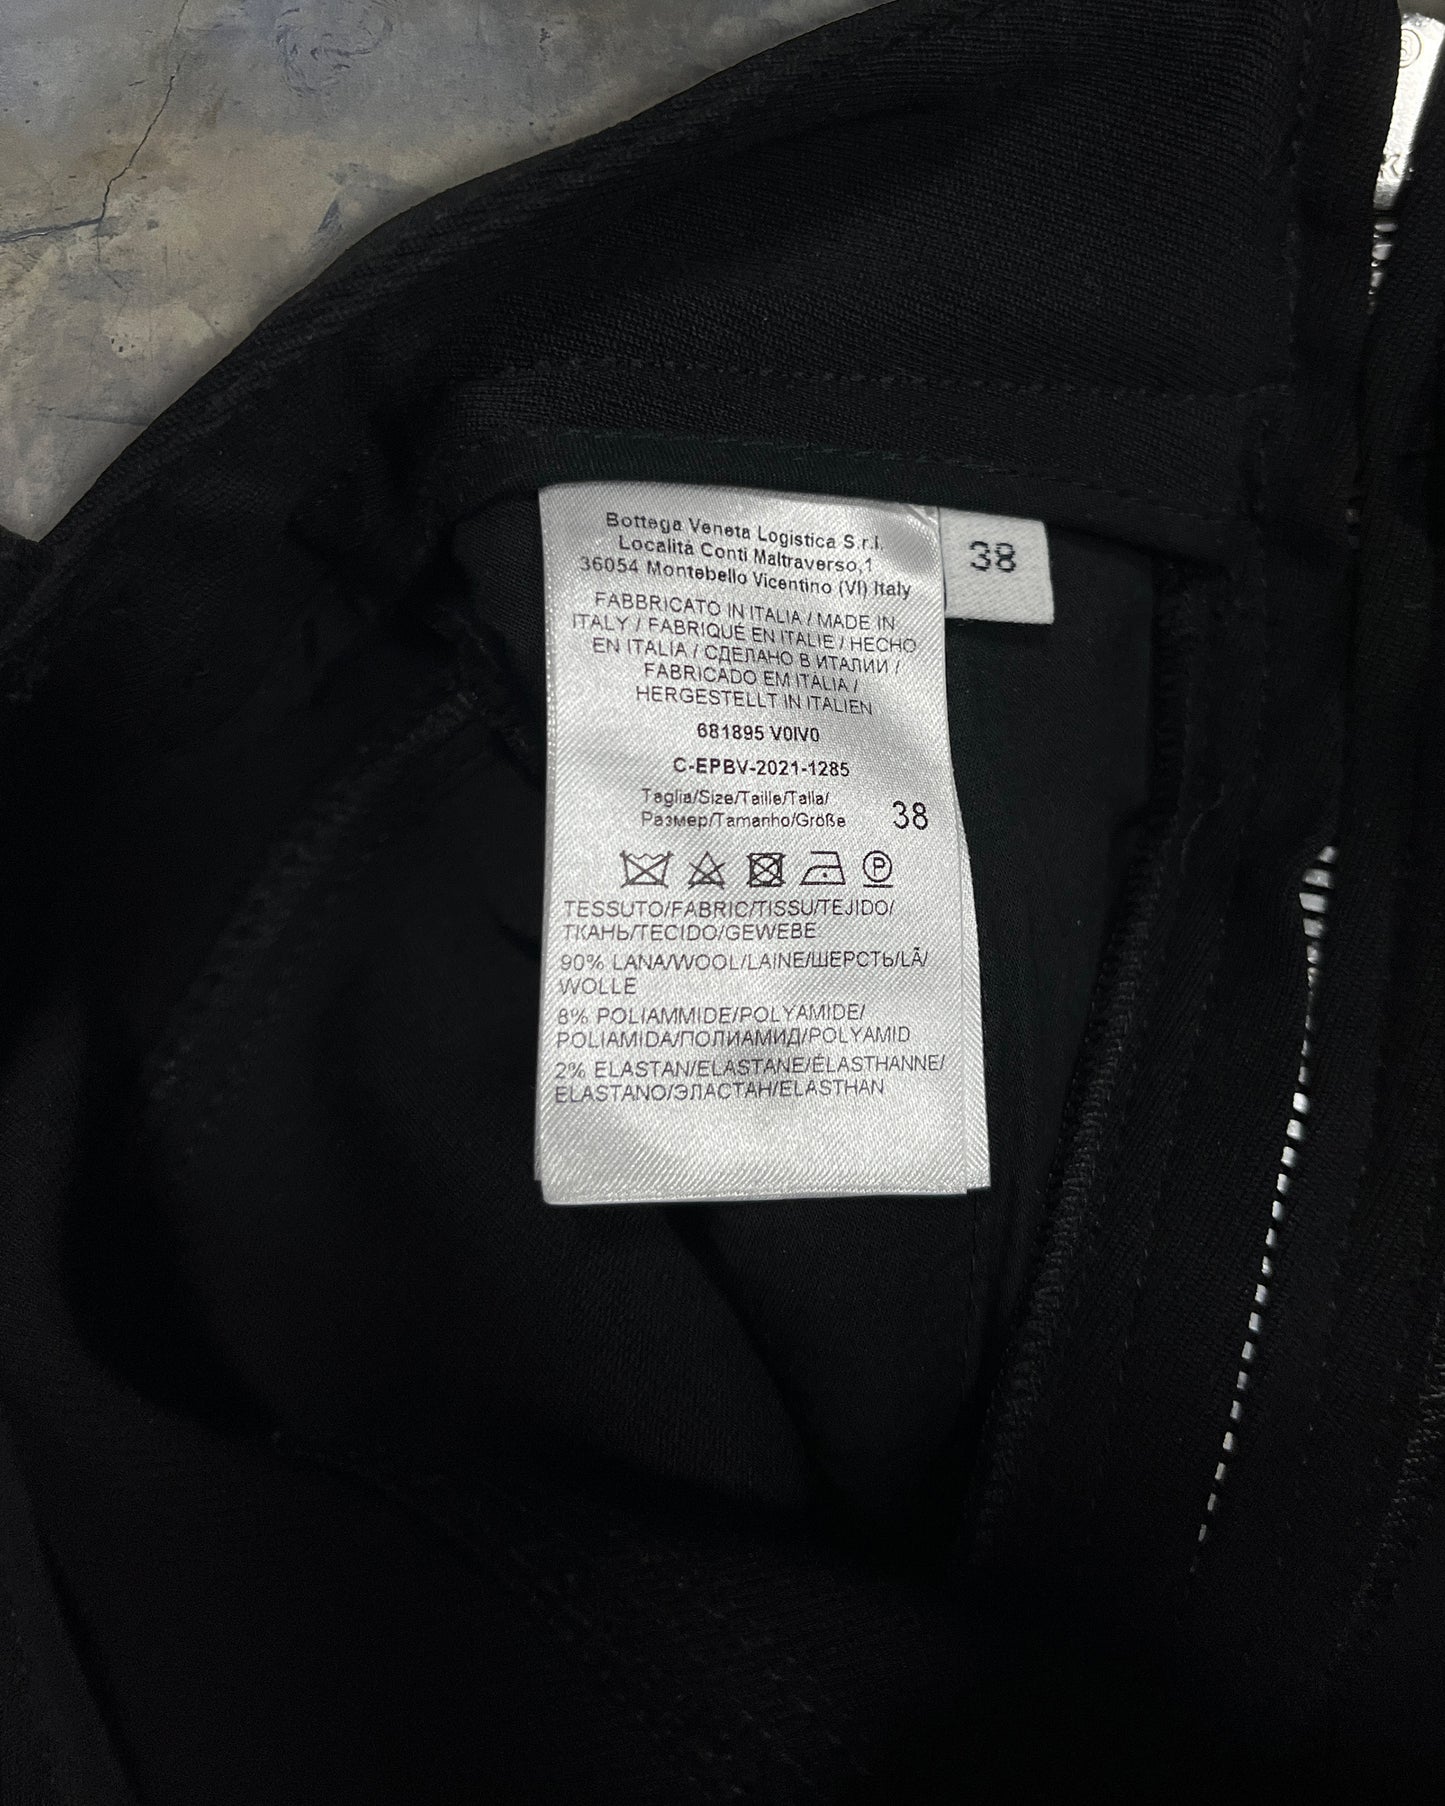 Bottega Veneta Logistica S.r.l.
Località Conti Maltraverso,1
36054 Montebello Vicentino (VI) Italy
38
FABBRICATO IN ITALIA / MADE IN
ITALY / FABRIQUÉ EN ITALIE / HECHO
EN ITALIA / СДЕЛАНО В ИТАЛИИ /
FABRICADO EM ITALIA /
HERGESTELLT IN ITALIEN
681895 V0IV0
C-EPBV-2021-1285
Taglia/Size/Taille/Talla/
Размер/Tamanho/Größe 38
P
TESSUTO/FABRIC/TISSU/TEJIDO/
ТКАНЬ/TECIDO/GEWEBE
90% LANA/WOOL/LAINE/ШЕРСТЬ/LÃ/
WOLLE
8% POLIAMMIDE/POLYAMIDE/
POLIAMIDA/ПОЛИАМИД/POLYAMID
2% ELASTAN/ELASTANE/ÉLASTHANNE/
ELASTANO/ЭЛАСТАН/ELASTHAN